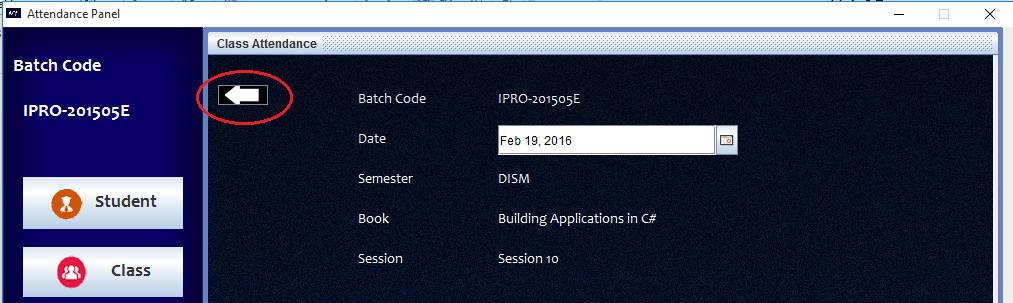 Attendance Panel
Batch Code
IPRO-201505E
Student
Class
Class Attendance
Batch Code IPRO-201505E
Date Feb 19, 2016
Semester DISM
Book Building Applications in C#
Session Session 10